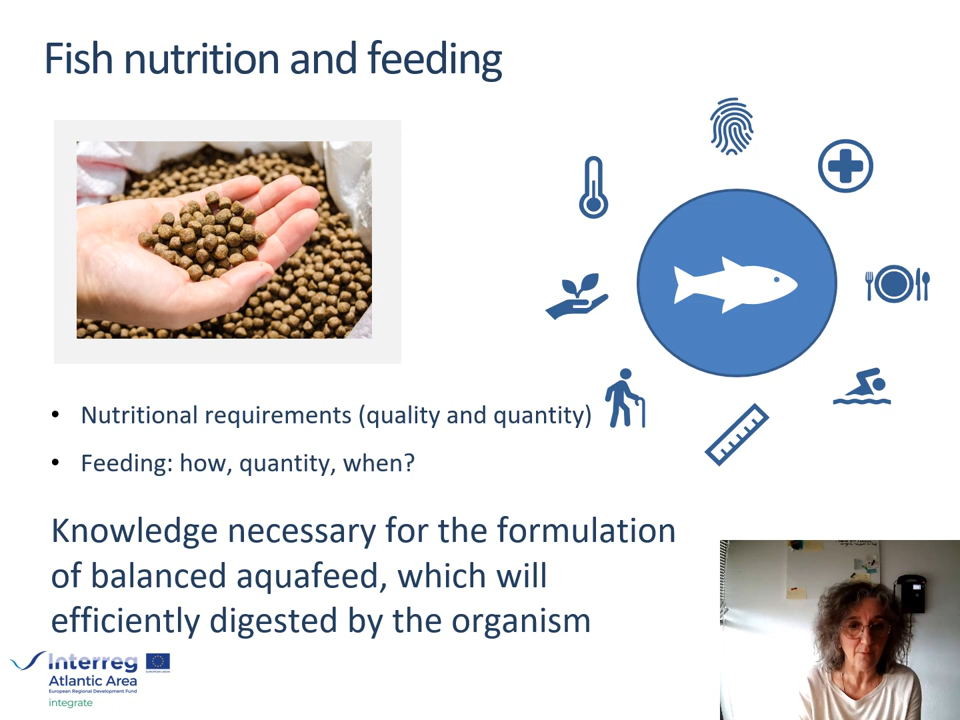 Fish nutrition and feeding
• Nutritional requirements (quality and quantity)
• Feeding: how, quantity, when?
Knowledge necessary for the formulation
of balanced aquafeed, which will
efficiently digested by the organism
Interreg
Atlantic Area
European Regional Development Fund
integrate